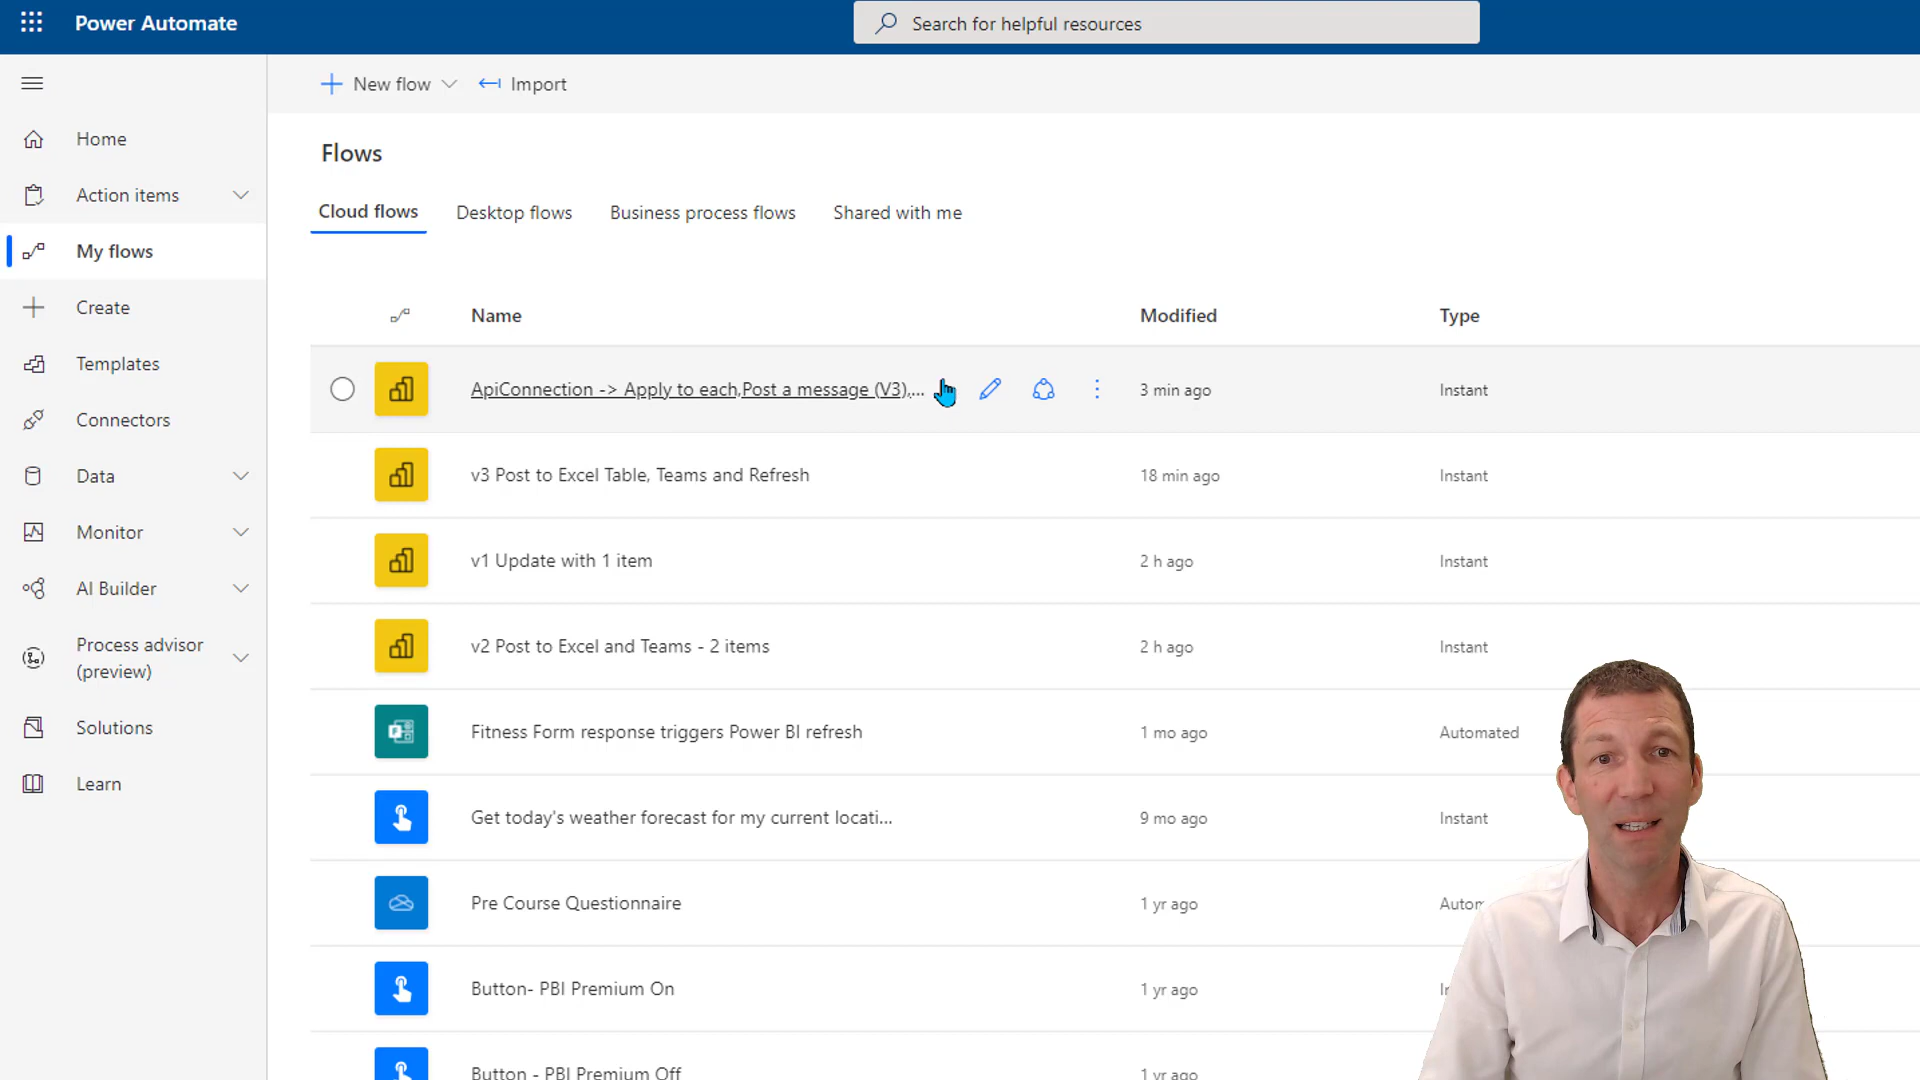 Power Automate
Search for helpful resources
New flow
Import
Home
Action items
My flows
Create
Templates
Connectors
Data
Monitor
AI Builder
Process advisor
(preview)
Solutions
Learn
Flows
Cloud flows
Desktop flows
Business process flows
Shared with me
Name Modified Type
ApiConnection -> Apply to each,Post a message (V3),... 3 min ago Instant
v3 Post to Excel Table, Teams and Refresh 18 min ago Instant
v1 Update with 1 item 2 h ago Instant
v2 Post to Excel and Teams - 2 items 2 h ago Instant
Fitness Form response triggers Power BI refresh 1 mo ago Automated
Get today's weather forecast for my current locati... 9 mo ago Instant
Pre Course Questionnaire 1 yr ago Autom
Button- PBI Premium On 1 yr ago
Button - PBI Premium Off 1 yr ago